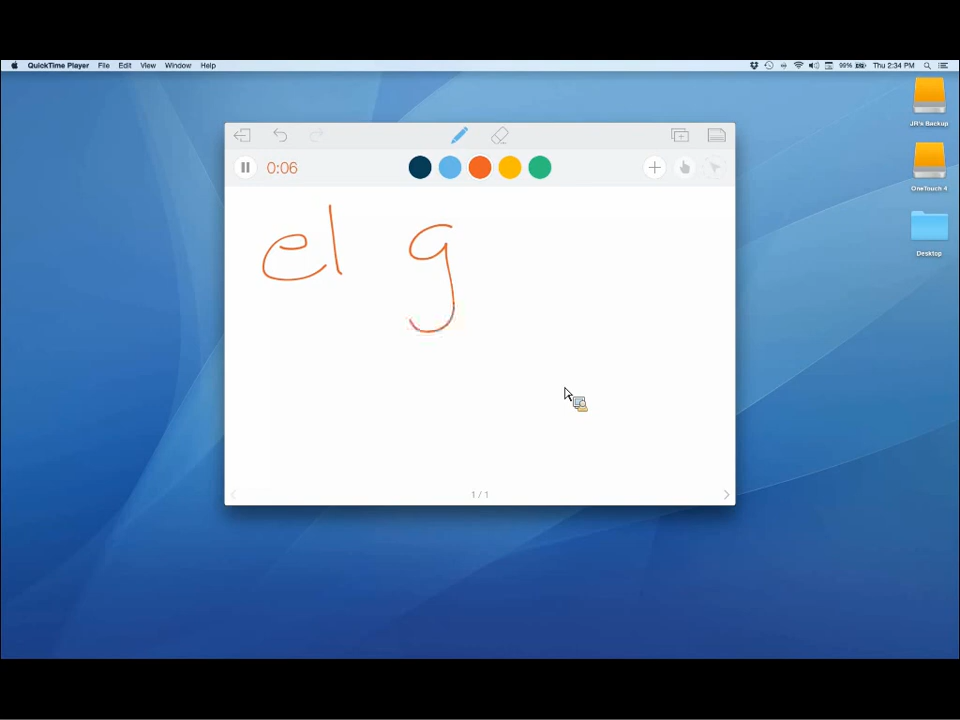 QuickTime Player File Edit View Window Help 99% Thu 2:34 PM
JR's Backup
0:06
OneTouch 4
el g
Desktop
1 / 1